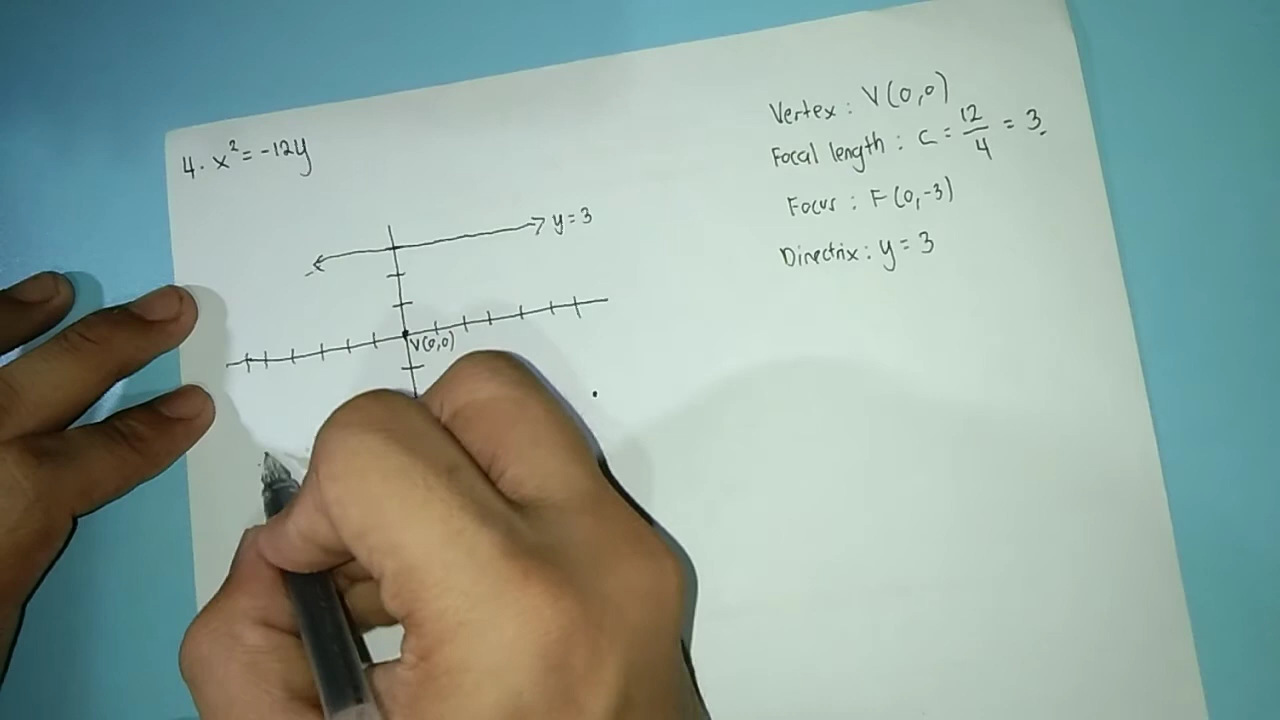 4. x² = -12y
Vertex : V(0,0)
Focal length : c = 12/4 = 3
Focus : F(0,-3)
Directrix : y = 3
y = 3
V(0,0)